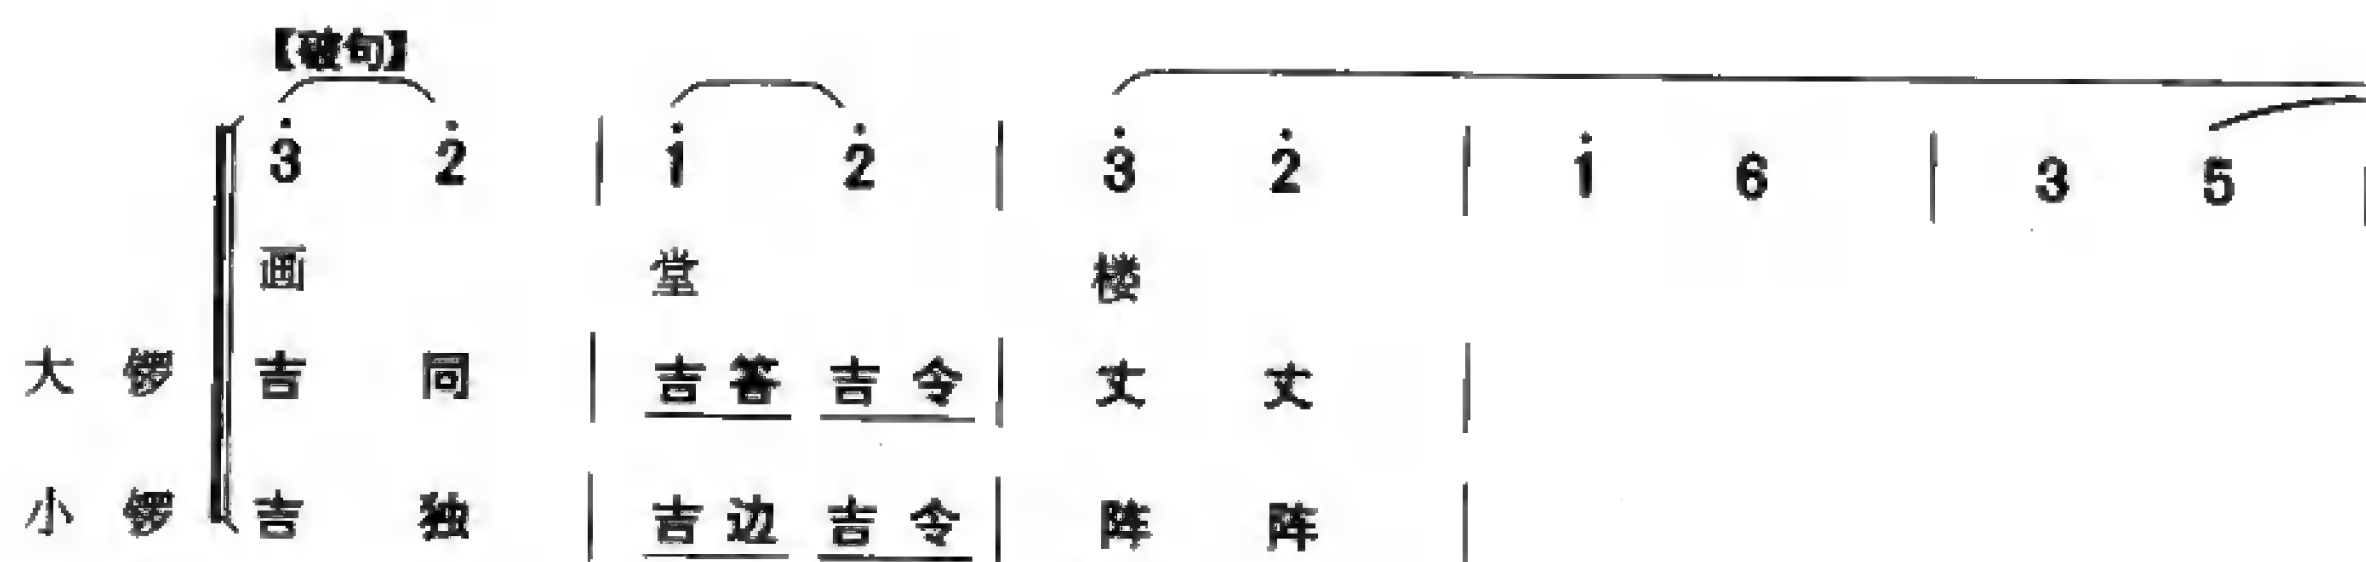 【破句】
3̇ 2̇ | 1̇ 2̇ | 3̇ 2̇ | 1̇ 6 | 3 5 |
画 堂 楼
大 锣 吉 同 | 吉 答 吉 令 | 丈 丈 |
小 锣 吉 独 | 吉 边 吉 令 | 阵 阵 |